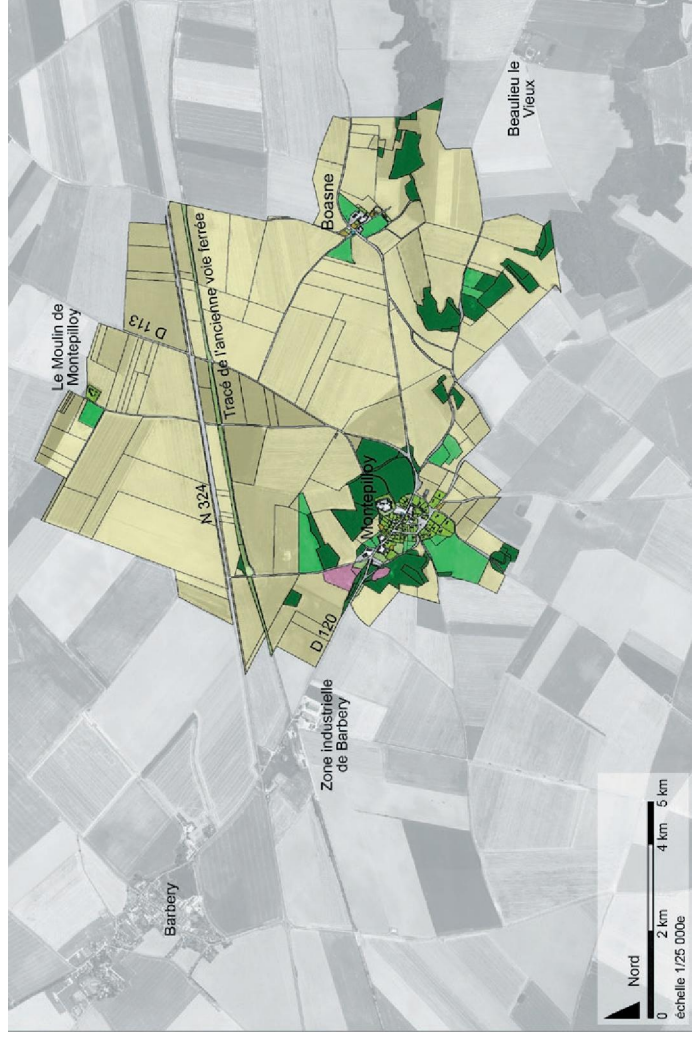 Le Moulin de
Montepilloy
D 113
N 324
Tracé de l'ancienne voie ferrée
Boasne
Beaulieu le
Vieux
Montepilloy
D 120
Zone industrielle
de Barbery
Barbery
Nord
0 2 km 4 km 5 km
échelle 1/25 000e